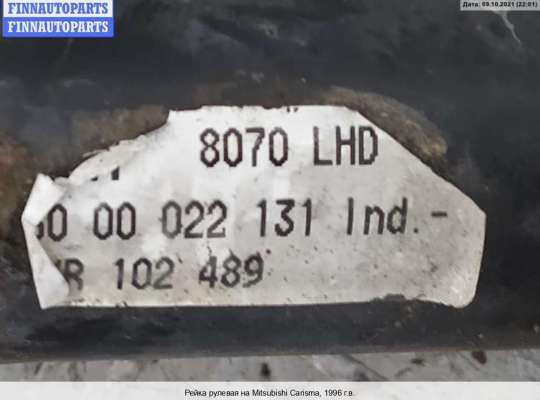 FINNAUTOPARTS
FINNAUTOPARTS
Дата: 09.10.2021 (22:01)
8070 LHD
00 022 131 Ind.-
102 489
Рейка рулевая на Mitsubishi Carisma, 1996 г.в.